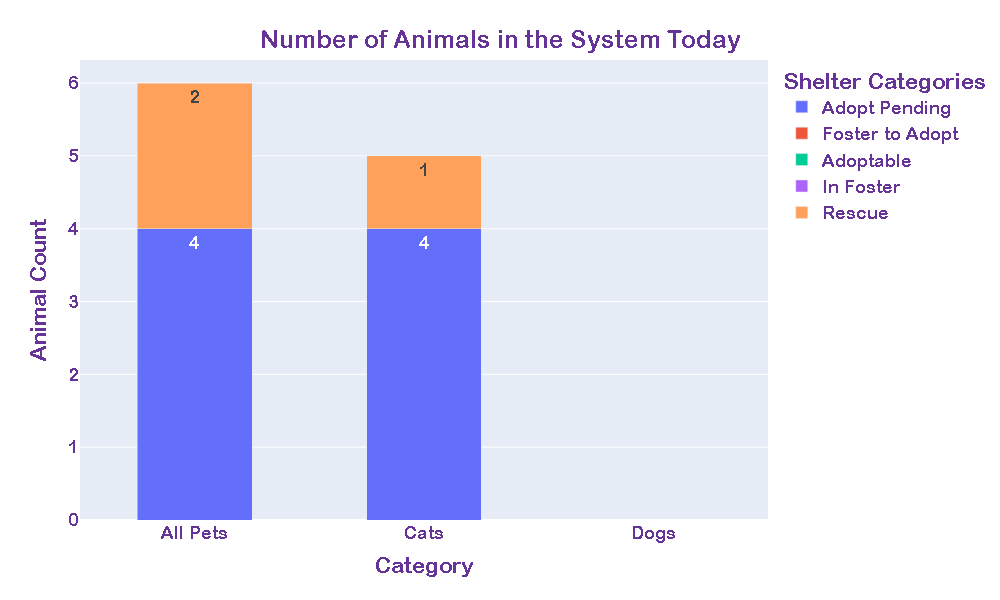 Number of Animals in the System Today
Shelter Categories
Adopt Pending
Foster to Adopt
Adoptable
In Foster
Rescue
Animal Count
6
5
4
3
2
1
0
2
4
1
4
All Pets
Cats
Dogs
Category